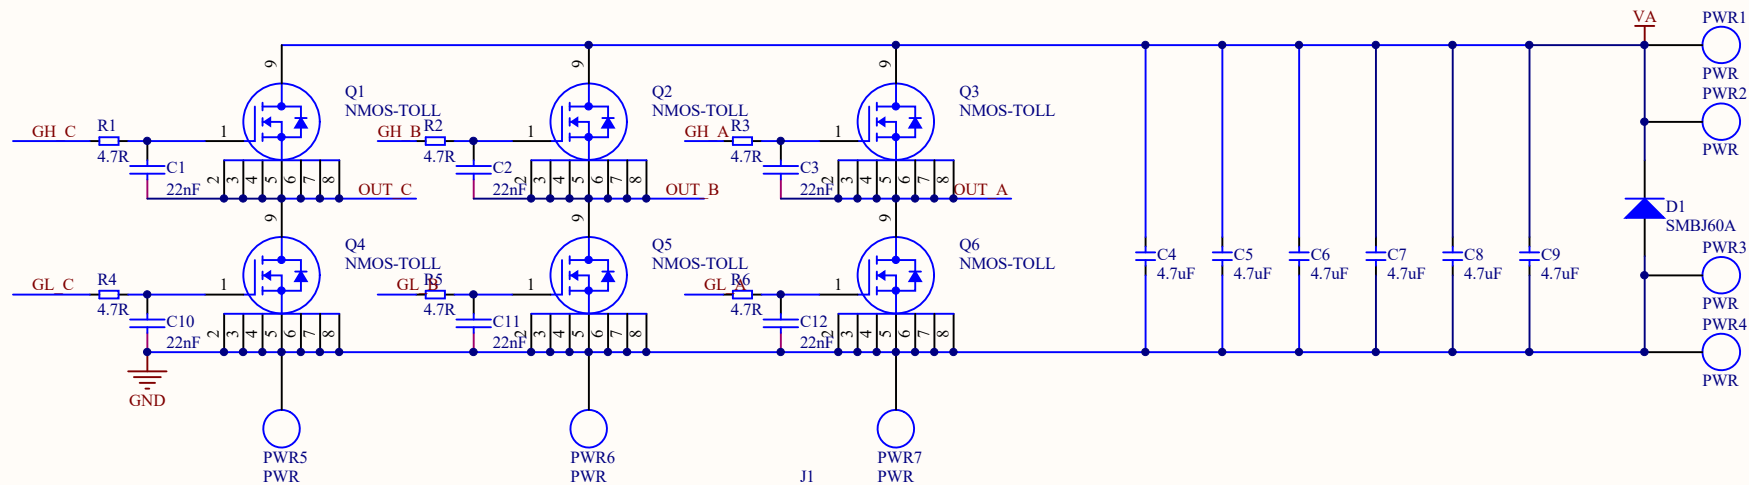 VA
PWR1
PWR
PWR2
PWR
9
9
9
Q1
NMOS-TOLL
Q2
NMOS-TOLL
Q3
NMOS-TOLL
GH_C
R1
4.7R
1
GH_B
R2
4.7R
1
GH_A
R3
4.7R
1
C1
22nF
2 3 4 5 6 7 8
OUT_C
C2
22nF
2 3 4 5 6 7 8
OUT_B
C3
22nF
2 3 4 5 6 7 8
OUT_A
D1
SMBJ60A
9
9
9
Q4
NMOS-TOLL
Q5
NMOS-TOLL
Q6
NMOS-TOLL
C4
4.7uF
C5
4.7uF
C6
4.7uF
C7
4.7uF
C8
4.7uF
C9
4.7uF
PWR3
PWR
GL_C
R4
4.7R
1
GL_B
R5
4.7R
1
GL_A
R6
4.7R
1
C10
22nF
2 3 4 5 6 7 8
C11
22nF
2 3 4 5 6 7 8
C12
22nF
2 3 4 5 6 7 8
PWR4
PWR
GND
PWR5
PWR
PWR6
PWR
J1
PWR7
PWR